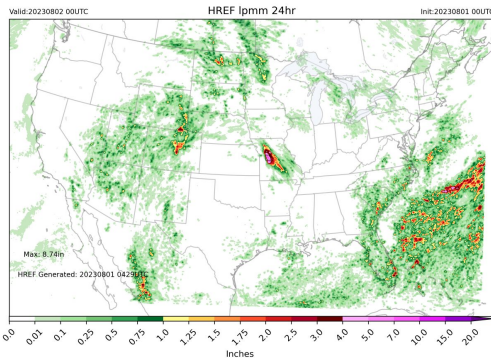 Valid:20230802 00UTC
HREF lpmm 24hr
Init:20230801 00UTC
Max: 8.74in
HREF Generated: 20230801 0429UTC
0.0 0.01 0.1 0.25 0.5 0.75 1.0 1.25 1.5 1.75 2.0 2.5 3.0 4.0 5.0 7.0 10.0 15.0 20.0
Inches